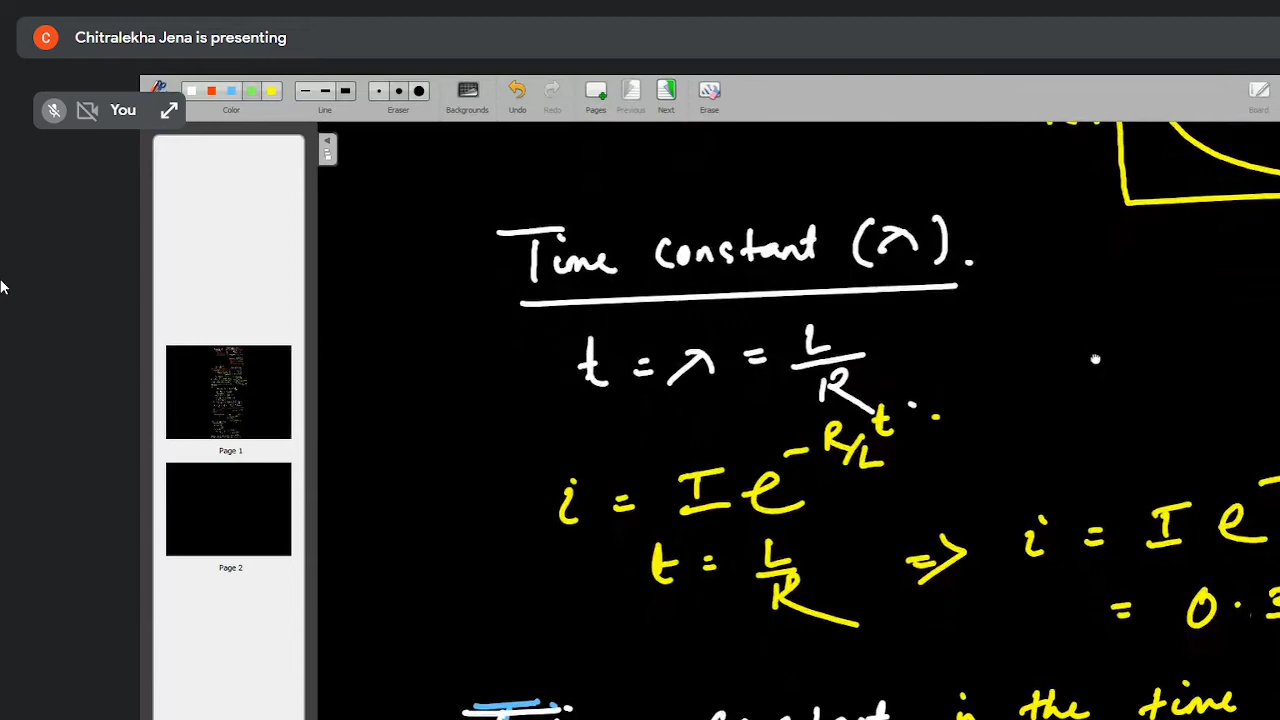 Chitralekha Jena is presenting
Color Line Eraser Backgrounds Undo Redo Pages Previous Next Erase Board
You
Time constant (λ).
t = λ = L/R
i = I e^-R/L t
t = L/R => i = I e^-
= 0.3
constant is the time
Page 1
Page 2